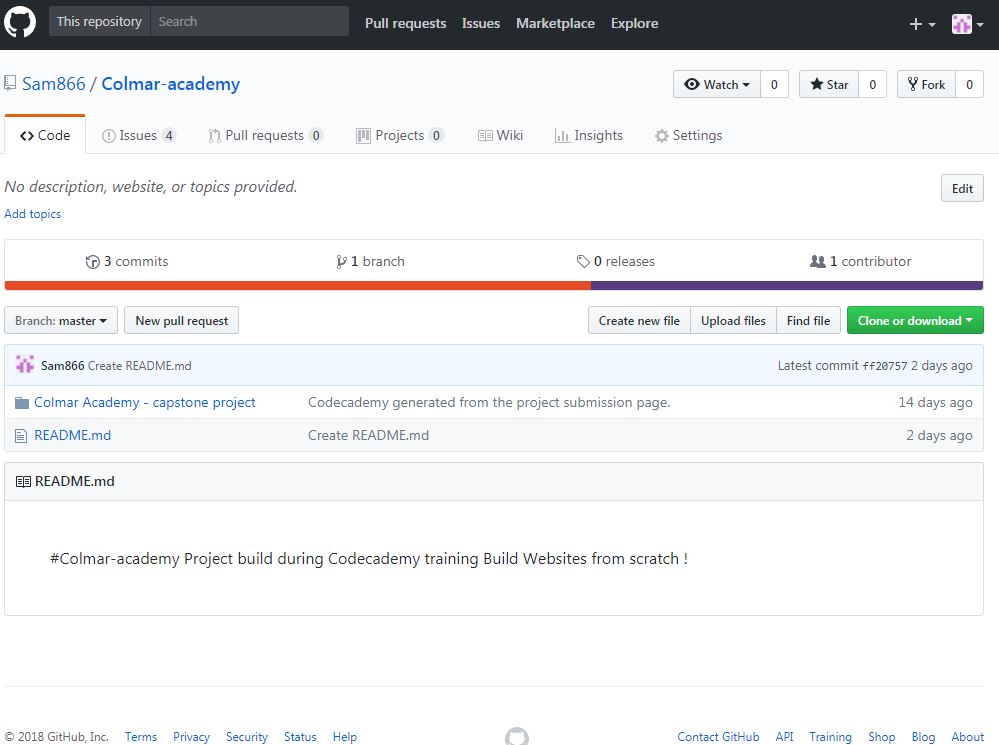 This repository Search Pull requests Issues Marketplace Explore
Sam866 / Colmar-academy Watch 0 Star 0 Fork 0
Code Issues 4 Pull requests 0 Projects 0 Wiki Insights Settings
No description, website, or topics provided. Edit
Add topics
3 commits 1 branch 0 releases 1 contributor
Branch: master New pull request Create new file Upload files Find file Clone or download
Sam866 Create README.md Latest commit ff20757 2 days ago
Colmar Academy - capstone project Codecademy generated from the project submission page. 14 days ago
README.md Create README.md 2 days ago
README.md
#Colmar-academy Project build during Codecademy training Build Websites from scratch !
© 2018 GitHub, Inc. Terms Privacy Security Status Help Contact GitHub API Training Shop Blog About